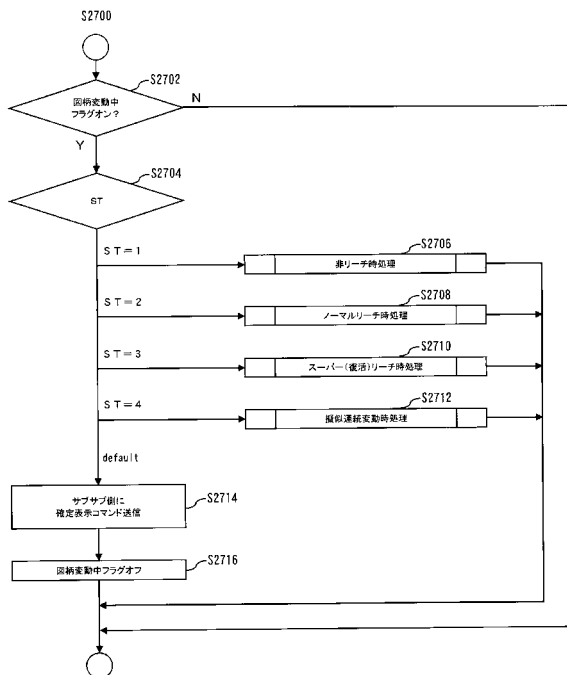 S2700
S2702
図柄変動中
フラグオン?
N
Y
S2704
ST
ST=1
S2706
非リーチ時処理
ST=2
S2708
ノーマルリーチ時処理
ST=3
S2710
スーパー(復活)リーチ時処理
ST=4
S2712
擬似連続変動時処理
default
サブサブ側に
確定表示コマンド送信
S2714
図柄変動中フラグオフ
S2716